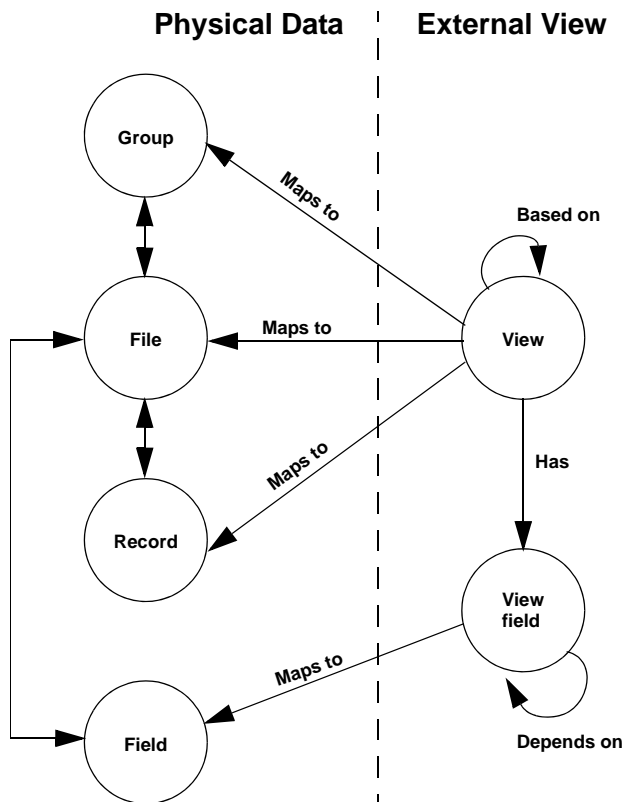 Physical Data
External View
Group
Maps to
Based on
File
Maps to
View
Maps to
Has
Record
View
field
Maps to
Field
Depends on